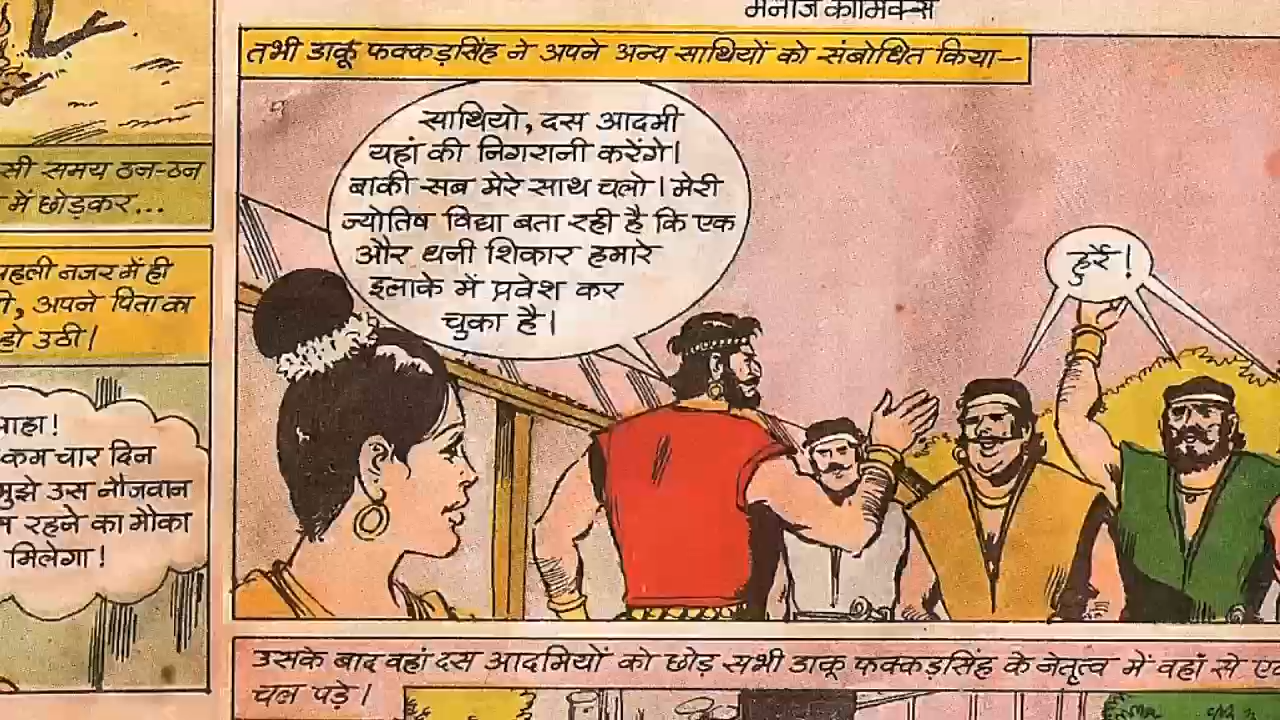 मनोज कॉमिक्स
सी समय ठन-ठन
में छोड़कर...
पहली नजर में ही
अपने पिता का
हो उठी।
कम चार दिन
मुझे उस नौजवान
रहने का मौका
मिलेगा!
तभी डाकू फक्कड़सिंह ने अपने अन्य साथियों को संबोधित किया—
साथियो, दस आदमी
यहां की निगरानी करेंगे।
बाकी सब मेरे साथ चलो। मेरी
ज्योतिष विद्या बता रही है कि एक
और धनी शिकार हमारे
इलाके में प्रवेश कर
चुका है।
हुर्रे!
उसके बाद वहां दस आदमियों को छोड़ सभी डाकू फक्कड़सिंह के नेतृत्व में वहां से
चल पड़े।